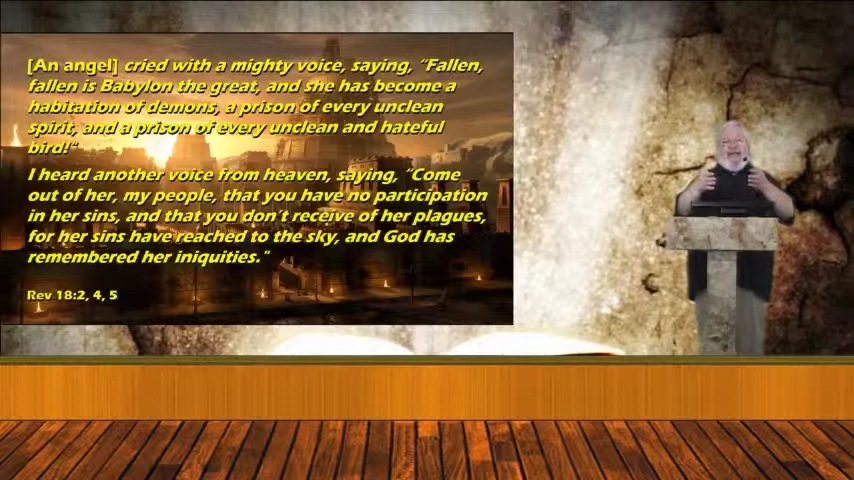 [An angel] cried with a mighty voice, saying, “Fallen,
fallen is Babylon the great, and she has become a
habitation of demons, a prison of every unclean
spirit, and a prison of every unclean and hateful
bird!”
I heard another voice from heaven, saying, “Come
out of her, my people, that you have no participation
in her sins, and that you don’t receive of her plagues,
for her sins have reached to the sky, and God has
remembered her iniquities.”
Rev 18:2, 4, 5